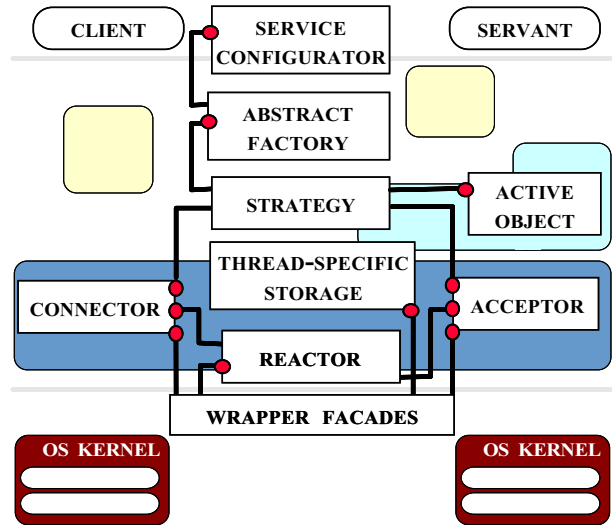 CLIENT
SERVICE
CONFIGURATOR
SERVANT
ABSTRACT
FACTORY
STRATEGY
ACTIVE
OBJECT
THREAD-SPECIFIC
STORAGE
CONNECTOR
ACCEPTOR
REACTOR
WRAPPER FACADES
OS KERNEL
OS KERNEL